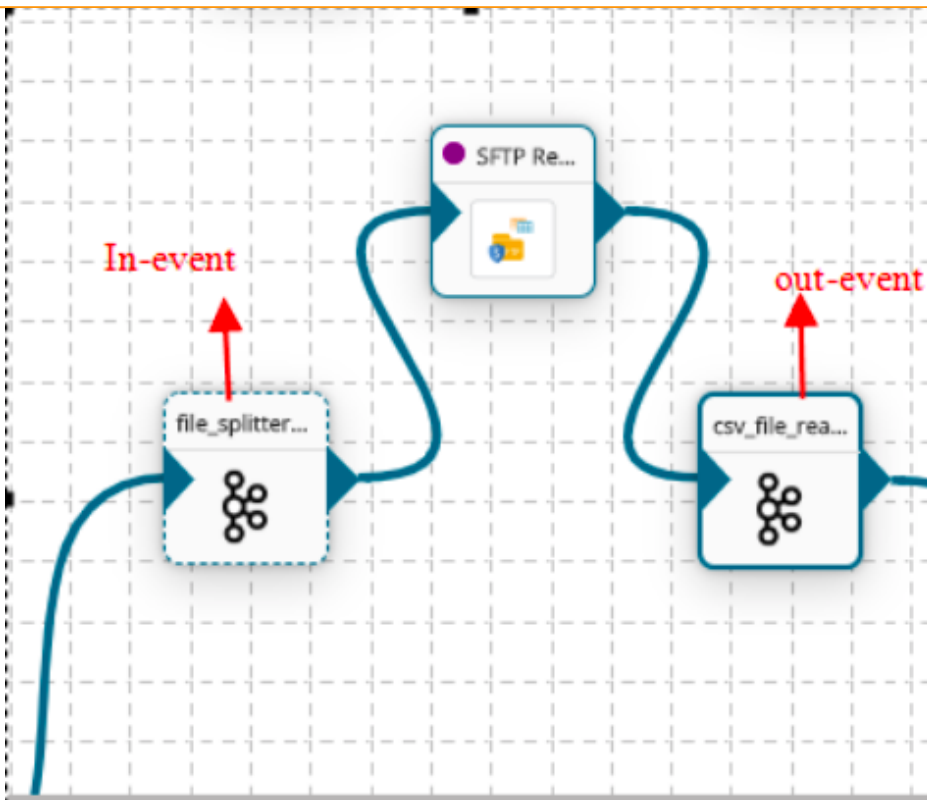 SFTP Re...
In-event
out-event
file_splitter...
csv_file_rea...